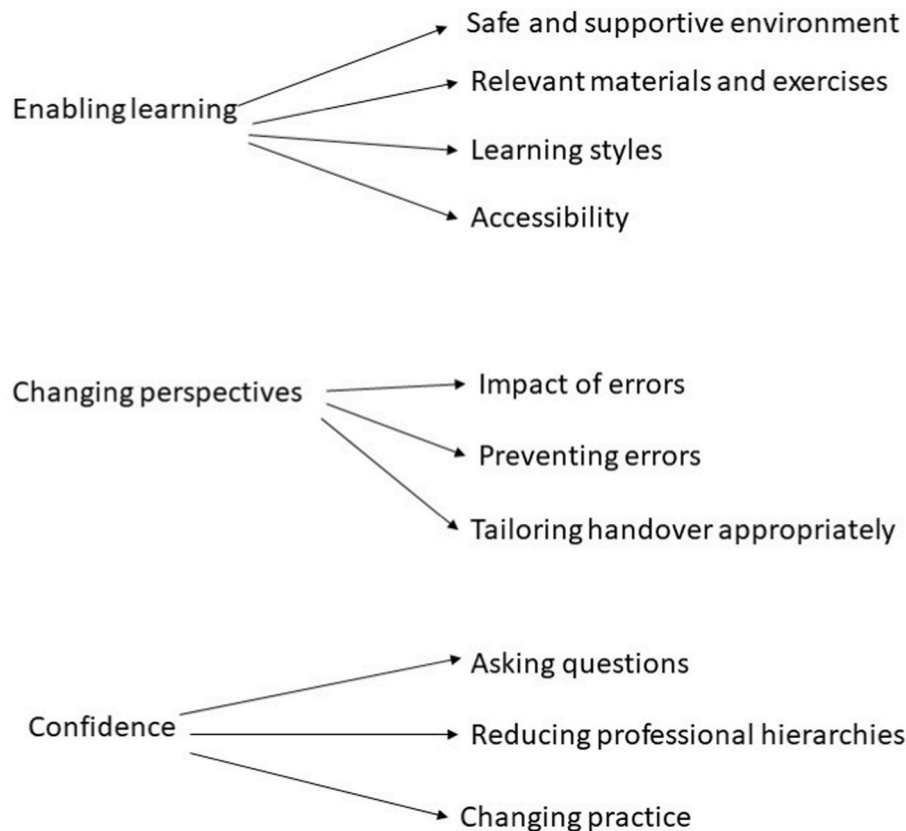 Enabling learning
Safe and supportive environment
Relevant materials and exercises
Learning styles
Accessibility
Changing perspectives
Impact of errors
Preventing errors
Tailoring handover appropriately
Confidence
Asking questions
Reducing professional hierarchies
Changing practice